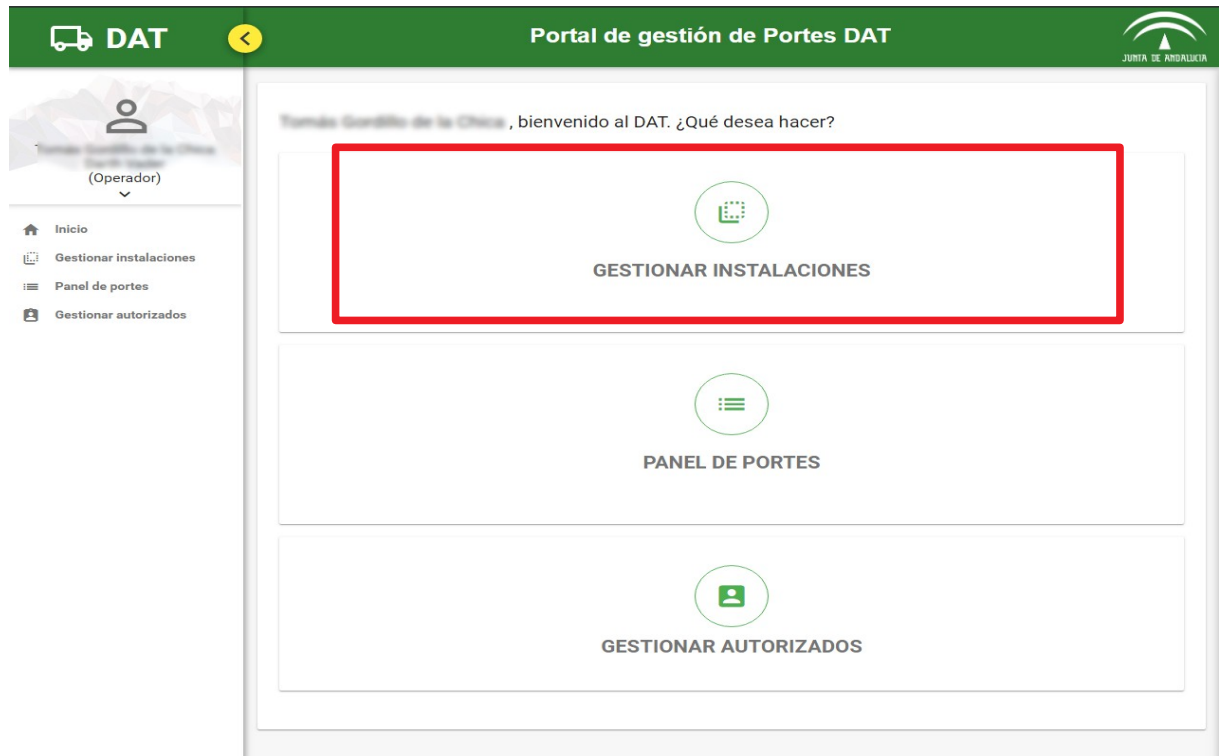 DAT
Portal de gestión de Portes DAT
JUNTA DE ANDALUCIA
(Operador)
Inicio
Gestionar instalaciones
Panel de portes
Gestionar autorizados
, bienvenido al DAT. ¿Qué desea hacer?
GESTIONAR INSTALACIONES
PANEL DE PORTES
GESTIONAR AUTORIZADOS